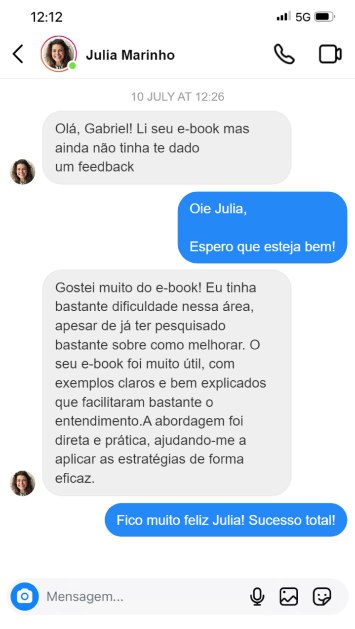 12:12
5G
Julia Marinho
10 JULY AT 12:26
Olá, Gabriel! Li seu e-book mas
ainda não tinha te dado
um feedback
Oie Julia,
Espero que esteja bem!
Gostei muito do e-book! Eu tinha
bastante dificuldade nessa área,
apesar de já ter pesquisado
bastante sobre como melhorar. O
seu e-book foi muito útil, com
exemplos claros e bem explicados
que facilitaram bastante o
entendimento.A abordagem foi
direta e prática, ajudando-me a
aplicar as estratégias de forma
eficaz.
Fico muito feliz Julia! Sucesso total!
Mensagem...